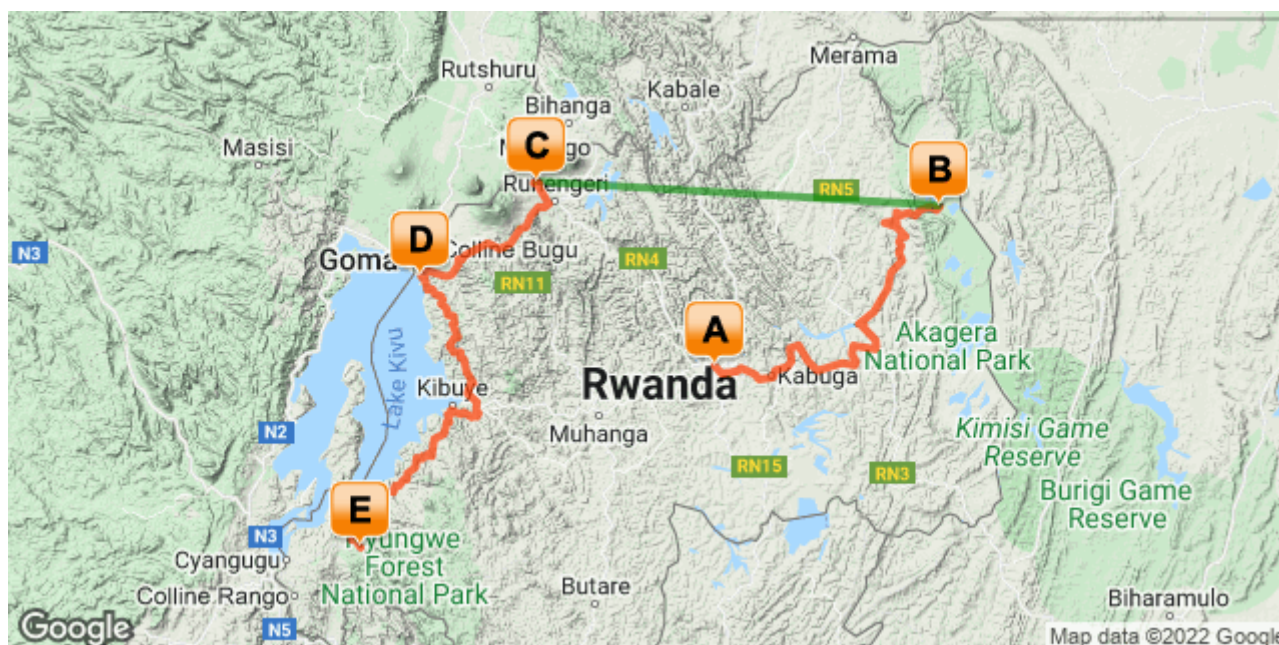 Merama
Rutshuru
Kabale
Bihanga
Masisi
C
B
Ruhengeri
RN5
D
N3
Goma
Colline Bugu
RN4
RN11
A
Akagera
National Park
Lake Kivu
Kibuye
Rwanda
Kabuga
N2
Muhanga
Kimisi Game
Reserve
RN15
RN3
Burigi Game
Reserve
E
N3
Cyangugu
Forest
National Park
Butare
Colline Rango
Biharamulo
N5
Google
Map data ©2022 Google